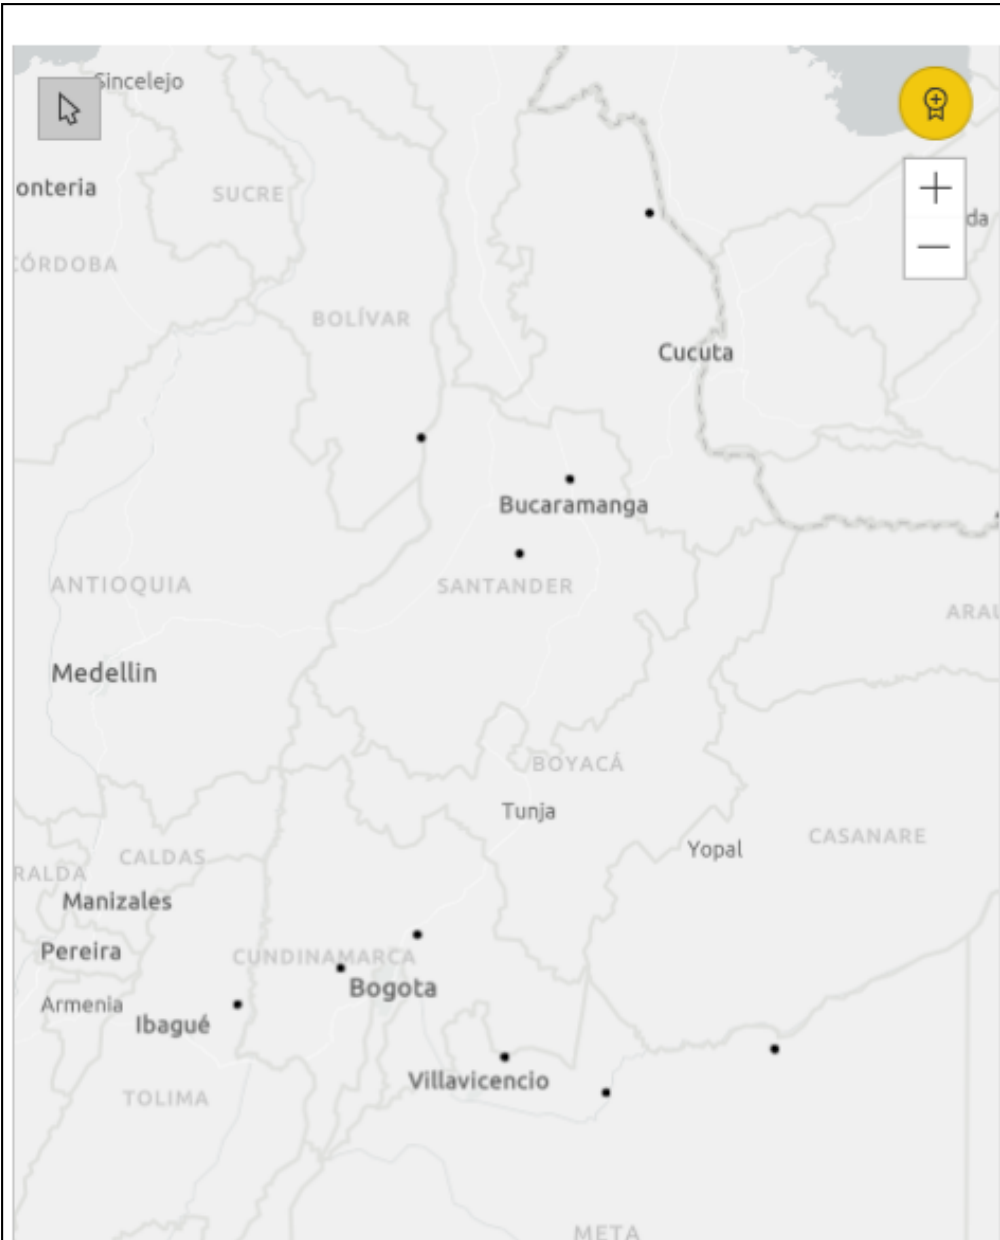 Sincelejo
onteria
SUCRE
da
CÓRDOBA
BOLÍVAR
Cucuta
Bucaramanga
ANTIOQUIA
SANTANDER
ARAU
Medellin
BOYACÁ
Tunja
CASANARE
Yopal
CALDAS
RALDA
Manizales
Pereira
CUNDINAMARCA
Bogota
Armenia
Ibagué
Villavicencio
TOLIMA
META